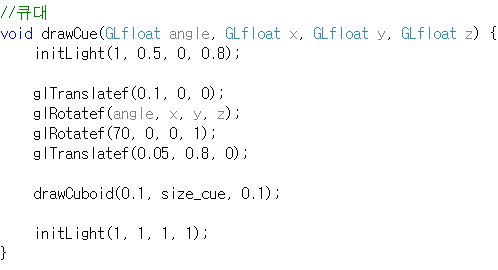 //큐대
void drawCue(GLfloat angle, GLfloat x, GLfloat y, GLfloat z) {
initLight(1, 0.5, 0, 0.8);
glTranslatef(0.1, 0, 0);
glRotatef(angle, x, y, z);
glRotatef(70, 0, 0, 1);
glTranslatef(0.05, 0.8, 0);
drawCuboid(0.1, size_cue, 0.1);
initLight(1, 1, 1, 1);
}